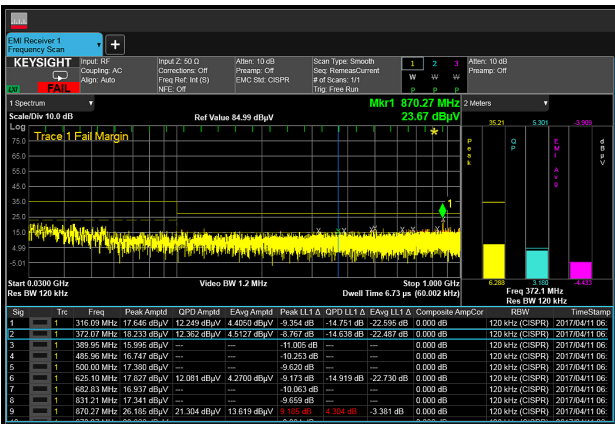 EMI Receiver 1
Frequency Scan
+
KEYSIGHT
LXI
FAIL
Input: RF
Coupling: AC
Align: Auto
Input Z: 50 Ω
Corrections: Off
Freq Ref: Int (S)
NFE: Off
Atten: 10 dB
Preamp: Off
EMC Std: CISPR
Scan Type: Smooth
Seq: RemeasCurrent
# of Scans: 1/1
Trig: Free Run
1 2 3
W W W
P P P
Atten: 10 dB
Preamp: Off
1 Spectrum
Scale/Div 10.0 dB
Ref Value 84.99 dBµV
Mkr1 870.27 MHz
23.67 dBµV
Log
Trace 1 Fail Margin
75.0
65.0
55.0
45.0
35.0
25.0
15.0
4.99
-5.01
1
Start 0.0300 GHz
Res BW 120 kHz
Video BW 1.2 MHz
Stop 1.000 GHz
Dwell Time 6.73 µs (60.002 kHz)
2 Meters
35.21 5.301 -3.909
Peak
QP
EMI Avg
dBµV
6.288 3.180 -4.433
Freq 372.1 MHz
Res BW 120 kHz
Sig Trc Freq Peak Amptd QPD Amptd EAvg Amptd Peak LL1 Δ QPD LL1 Δ EAvg LL1 Δ Composite AmpCor RBW TimeStamp
1 1 316.09 MHz 17.646 dBµV 12.249 dBµV 4.4050 dBµV -9.354 dB -14.751 dB -22.595 dB 0.000 dB 120 kHz (CISPR) 2017/04/11 06:
2 1 372.07 MHz 18.233 dBµV 12.362 dBµV 4.5127 dBµV -8.767 dB -14.638 dB -22.487 dB 0.000 dB 120 kHz (CISPR) 2017/04/11 06:
3 1 389.95 MHz 15.995 dBµV --- --- -11.005 dB --- --- 0.000 dB 120 kHz (CISPR) 2017/04/11 06:
4 1 485.96 MHz 16.747 dBµV --- --- -10.253 dB --- --- 0.000 dB 120 kHz (CISPR) 2017/04/11 06:
5 1 500.00 MHz 17.380 dBµV --- --- -9.620 dB --- --- 0.000 dB 120 kHz (CISPR) 2017/04/11 06:
6 1 625.10 MHz 17.827 dBµV 12.081 dBµV 4.2700 dBµV -9.173 dB -14.919 dB -22.730 dB 0.000 dB 120 kHz (CISPR) 2017/04/11 06:
7 1 682.83 MHz 16.937 dBµV --- --- -10.063 dB --- --- 0.000 dB 120 kHz (CISPR) 2017/04/11 06:
8 1 831.21 MHz 17.341 dBµV --- --- -9.659 dB --- --- 0.000 dB 120 kHz (CISPR) 2017/04/11 06:
9 1 870.27 MHz 26.185 dBµV 21.304 dBµV 13.619 dBµV 9.185 dB 4.304 dB -3.381 dB 0.000 dB 120 kHz (CISPR) 2017/04/11 06: